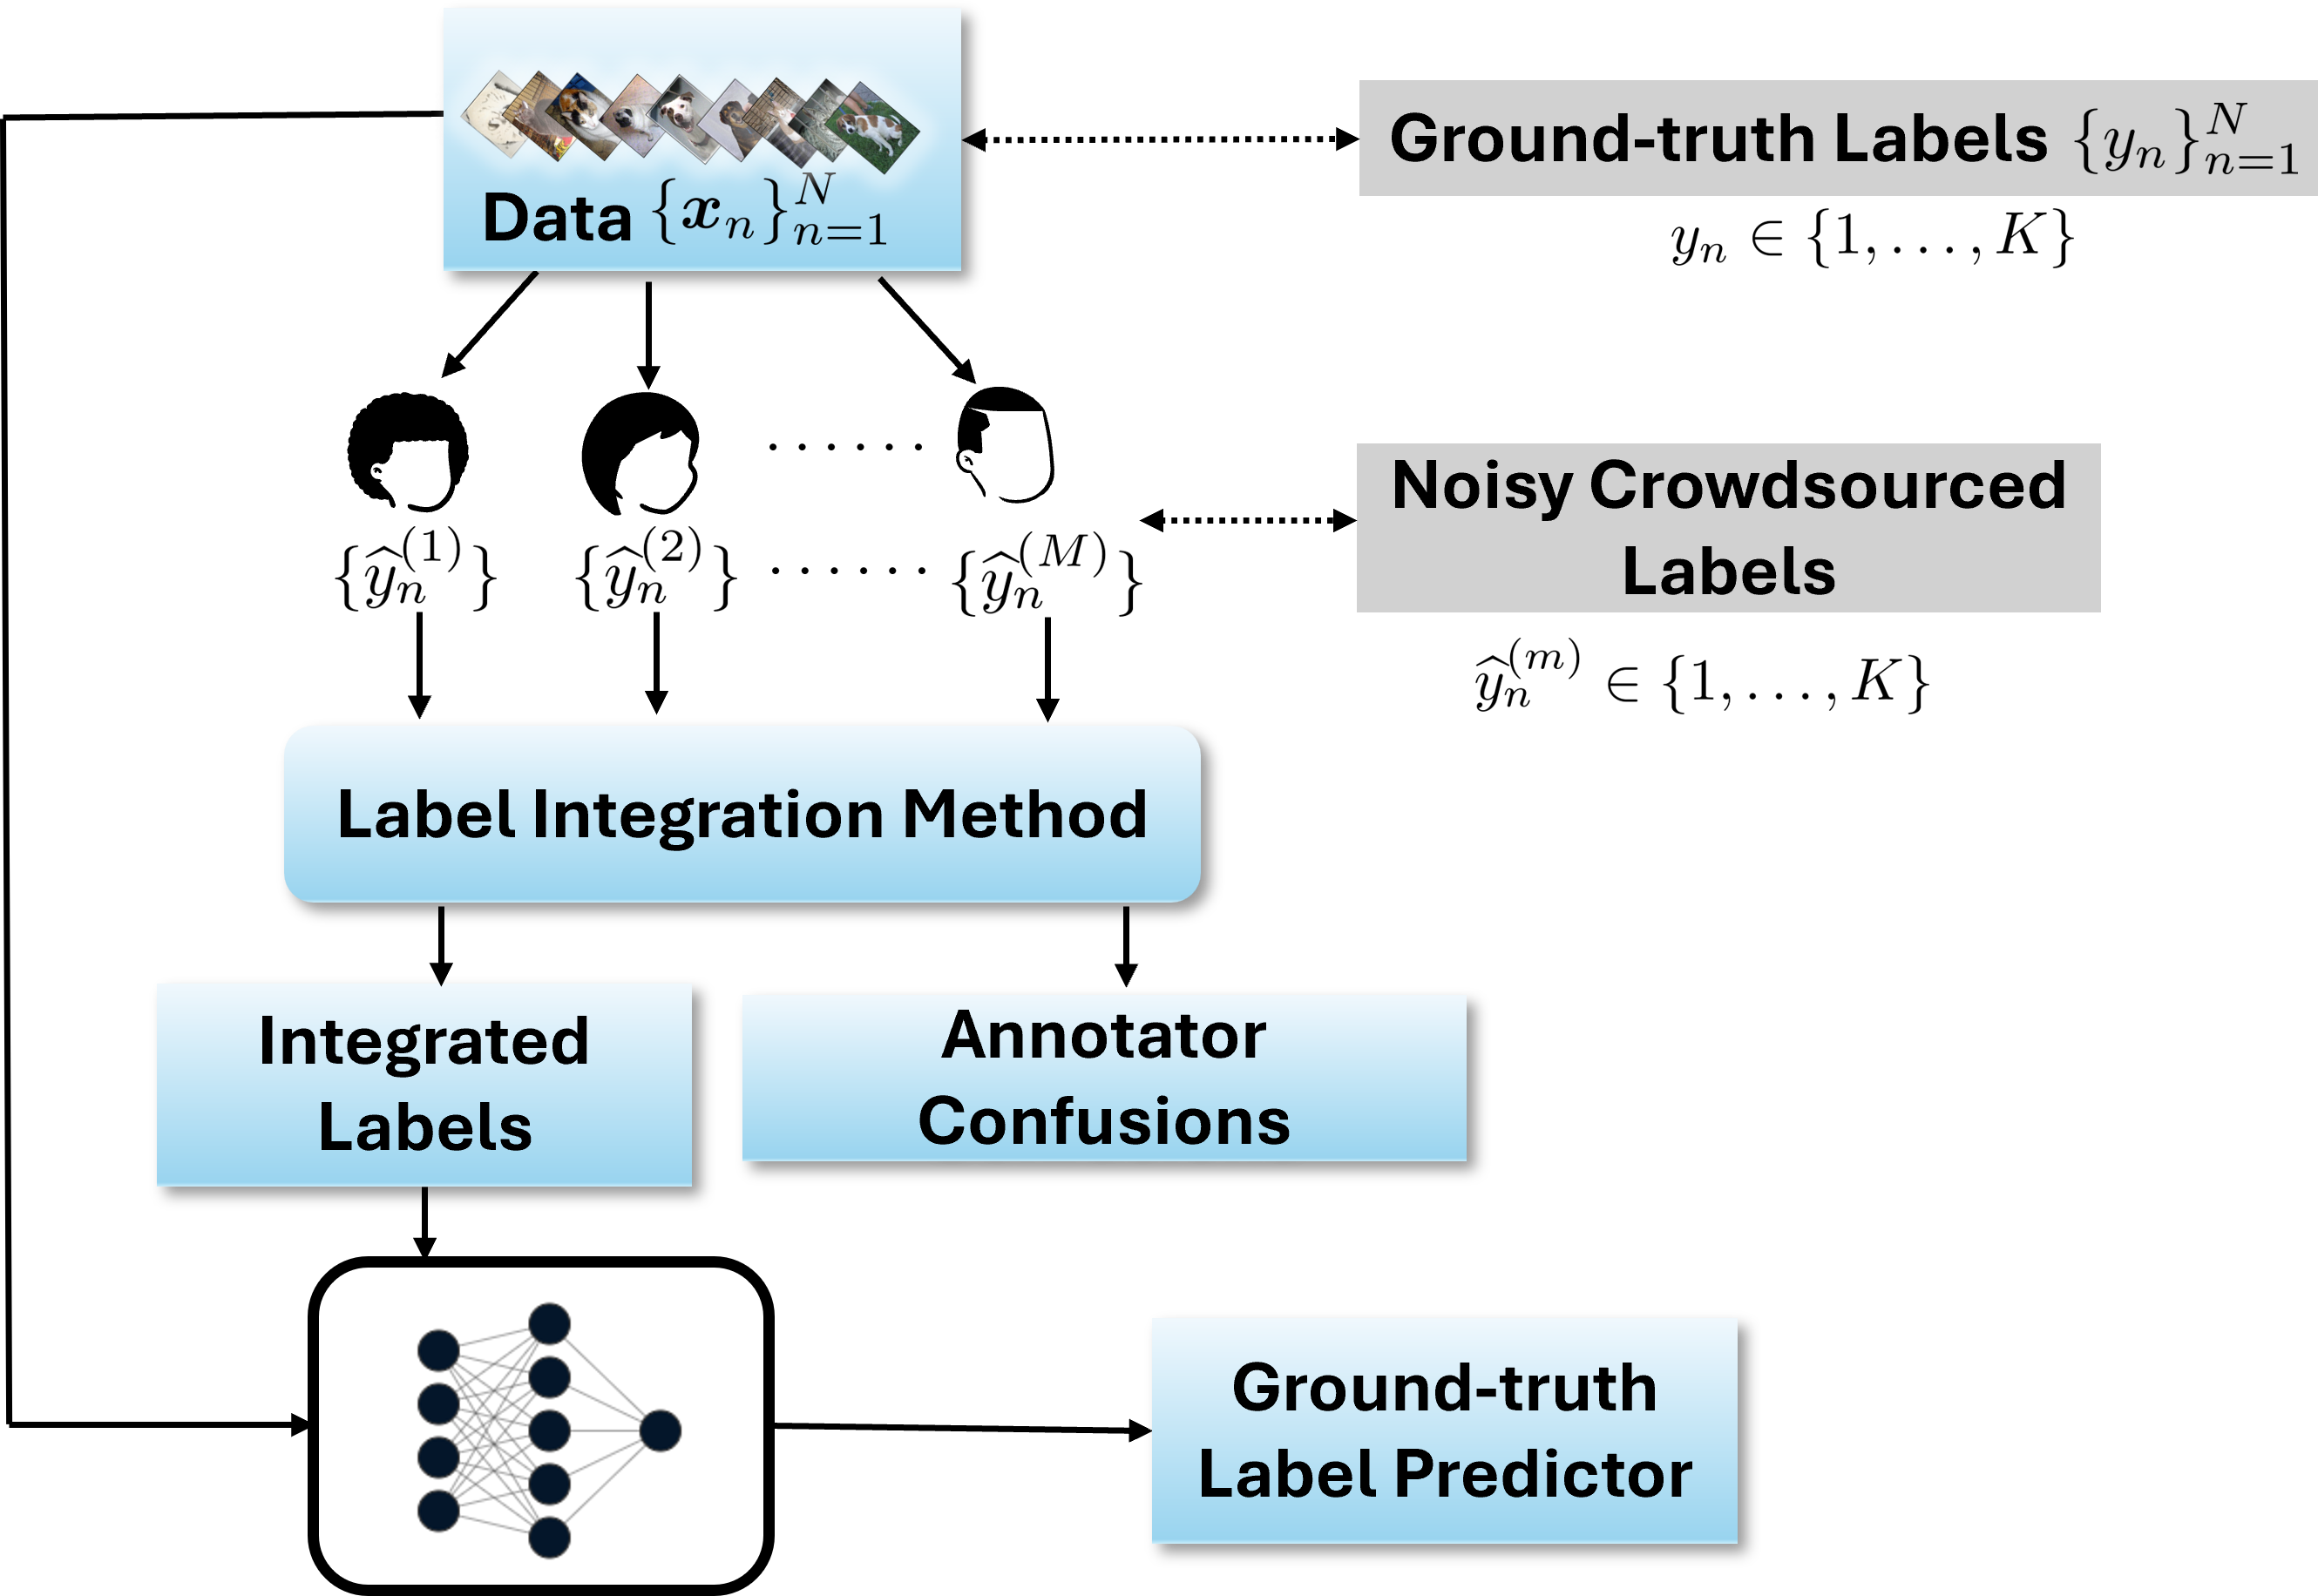 Data $\{\boldsymbol{x}_n\}_{n=1}^N$
Ground-truth Labels $\{y_n\}_{n=1}^N$
$y_n \in \{1, \ldots, K\}$
$\{\widehat{y}_n^{(1)}\}$ $\{\widehat{y}_n^{(2)}\}$ ...... $\{\widehat{y}_n^{(M)}\}$
Noisy Crowdsourced
Labels
$\widehat{y}_n^{(m)} \in \{1, \ldots, K\}$
Label Integration Method
Integrated
Labels
Annotator
Confusions
Ground-truth
Label Predictor